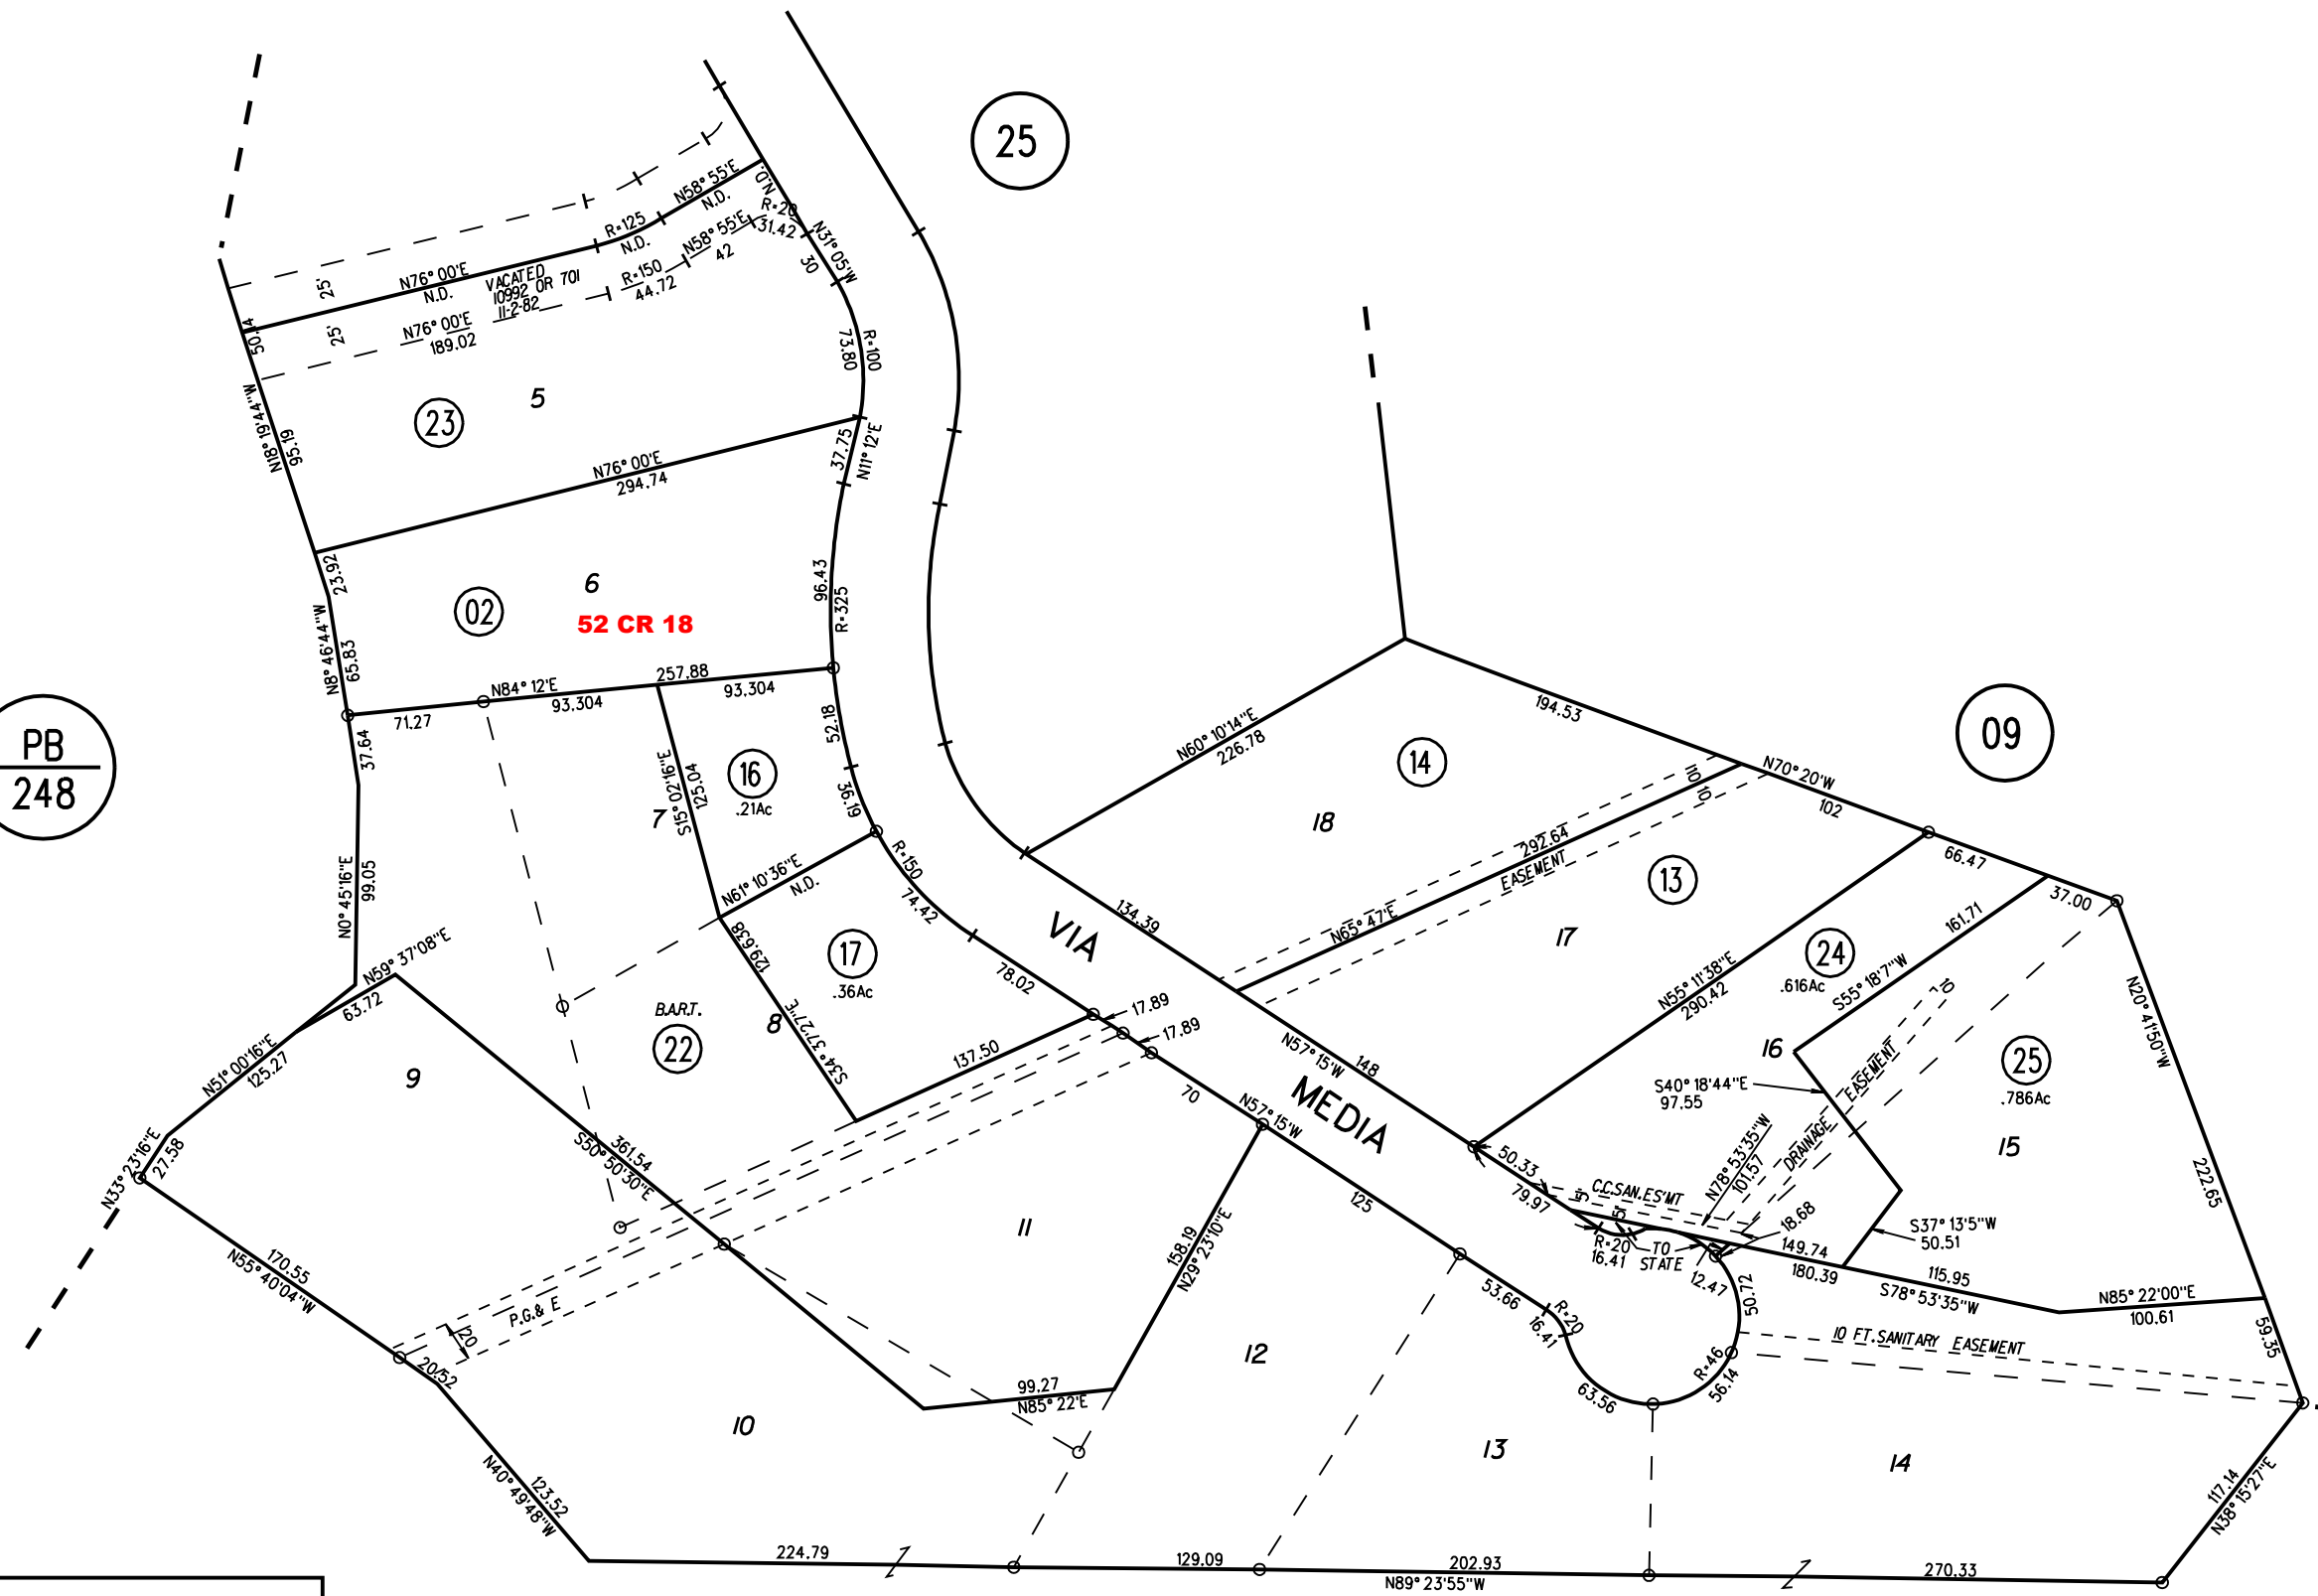 25
N58° 55'E
N.D.
R=125
N.D.
N.D.
R=20
31.42
N31° 05'W
30
N58° 55'E
42
R=150
44.72
N76° 00'E
N.D.
VACATED
10992 OR 701
11-2-82
25'
25'
N76° 00'E
189.02
50.14
N18° 19'44"W
95.19
R=100
73.80
5
23
N76° 00'E
294.74
37.75
N11° 12'E
23.92
6
02
52 CR 18
96.43
R=325
N8° 46'44"W
65.83
N84° 12'E
257.88
71.27
93.304
93.304
PB
248
37.64
52.18
S15° 02'16"E
125.04
16
.21Ac
7
36.19
N0° 45'16"E
99.05
N61° 10'36"E
N.D.
R=150
74.42
N59° 37'08"E
63.72
129.638
S34° 37'27"E
17
.36Ac
B.A.R.T.
22
8
78.02
17.89
17.89
137.50
VIA
MEDIA
N51° 00'16"E
125.27
9
N33° 23'16"E
27.58
361.54
S50° 50'30"E
170.55
N55° 40'04"W
P.G.& E
20
20.52
11
10
N40° 49'48"W
123.52
99.27
N85° 22'E
158.19
N29° 23'10"E
70
N57° 15'W
125
12
53.66
R=20
16.41
63.56
R=46
56.14
50.72
13
14
224.79
129.09
202.93
N89° 23'55"W
270.33
117.14
N38° 15'27"E
194.53
N60° 10'14"E
226.78
14
18
09
N70° 20'W
102
10
10
292.64
EASEMENT
N65° 47'E
134.39
13
17
N57° 15'W
148
66.47
37.00
24
.616Ac
161.71
S55° 18'7"W
N55° 11'38"E
290.42
16
10
DRAINAGE
EASEMENT
25
.786Ac
15
N20° 41'50"W
222.65
S40° 18'44"E
97.55
50.33
79.97
5'
5'
C.C.SAN.ES'MT
N78° 53'35"W
101.57
18.68
R=20
16.41
TO
STATE
12.47
149.74
180.39
S37° 13'5"W
50.51
115.95
S78° 53'35"W
N85° 22'00"E
100.61
59.35
10 FT. SANITARY EASEMENT